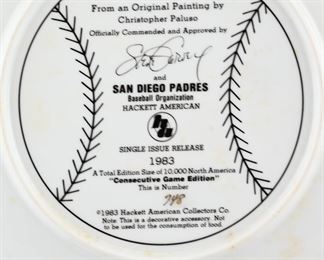 From an Original Painting by
Christopher Paluso
Officially Commended and Approved by
Steve Garvey
and
SAN DIEGO PADRES
Baseball Organization
HACKETT AMERICAN
SINGLE ISSUE RELEASE
1983
A Total Edition Size of 10,000 North America
"Consecutive Game Edition"
This is Number
748
©1983 Hackett American Collectors Co.
Note: This is a decorative accessory. Not
to be used for the consumption of food.